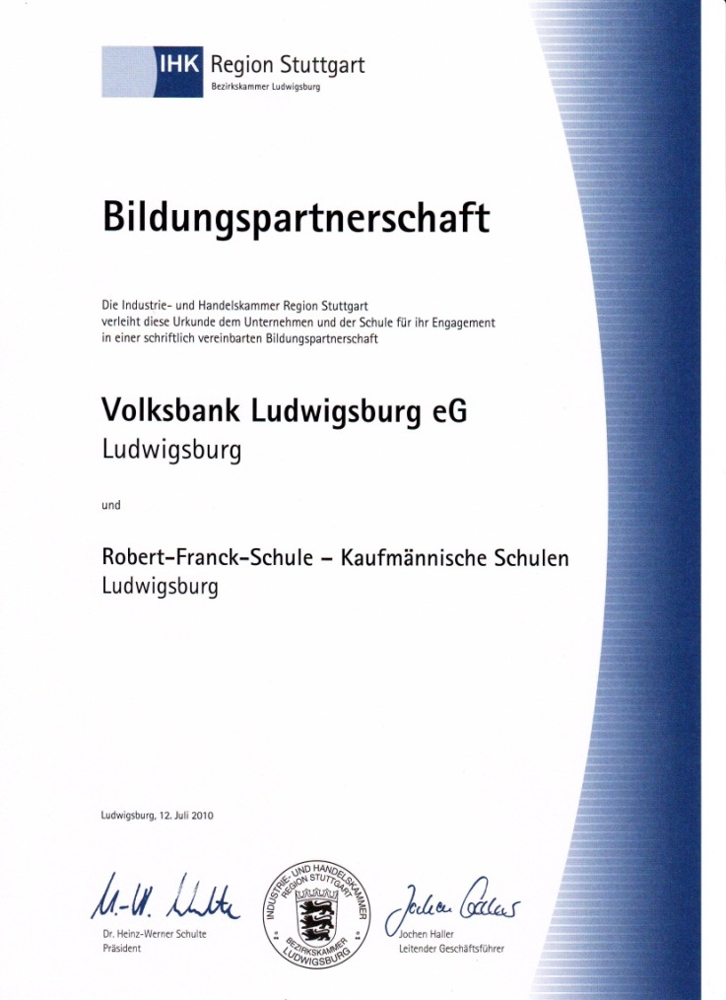 IHK Region Stuttgart
Bezirkskammer Ludwigsburg
Bildungspartnerschaft
Die Industrie- und Handelskammer Region Stuttgart
verleiht diese Urkunde dem Unternehmen und der Schule für ihr Engagement
in einer schriftlich vereinbarten Bildungspartnerschaft
Volksbank Ludwigsburg eG
Ludwigsburg
und
Robert-Franck-Schule – Kaufmännische Schulen
Ludwigsburg
Ludwigsburg, 12. Juli 2010
INDUSTRIE- UND HANDELSKAMMER
REGION STUTTGART
BEZIRKSKAMMER
LUDWIGSBURG
Dr. Heinz-Werner Schulte
Präsident
Jochen Haller
Leitender Geschäftsführer